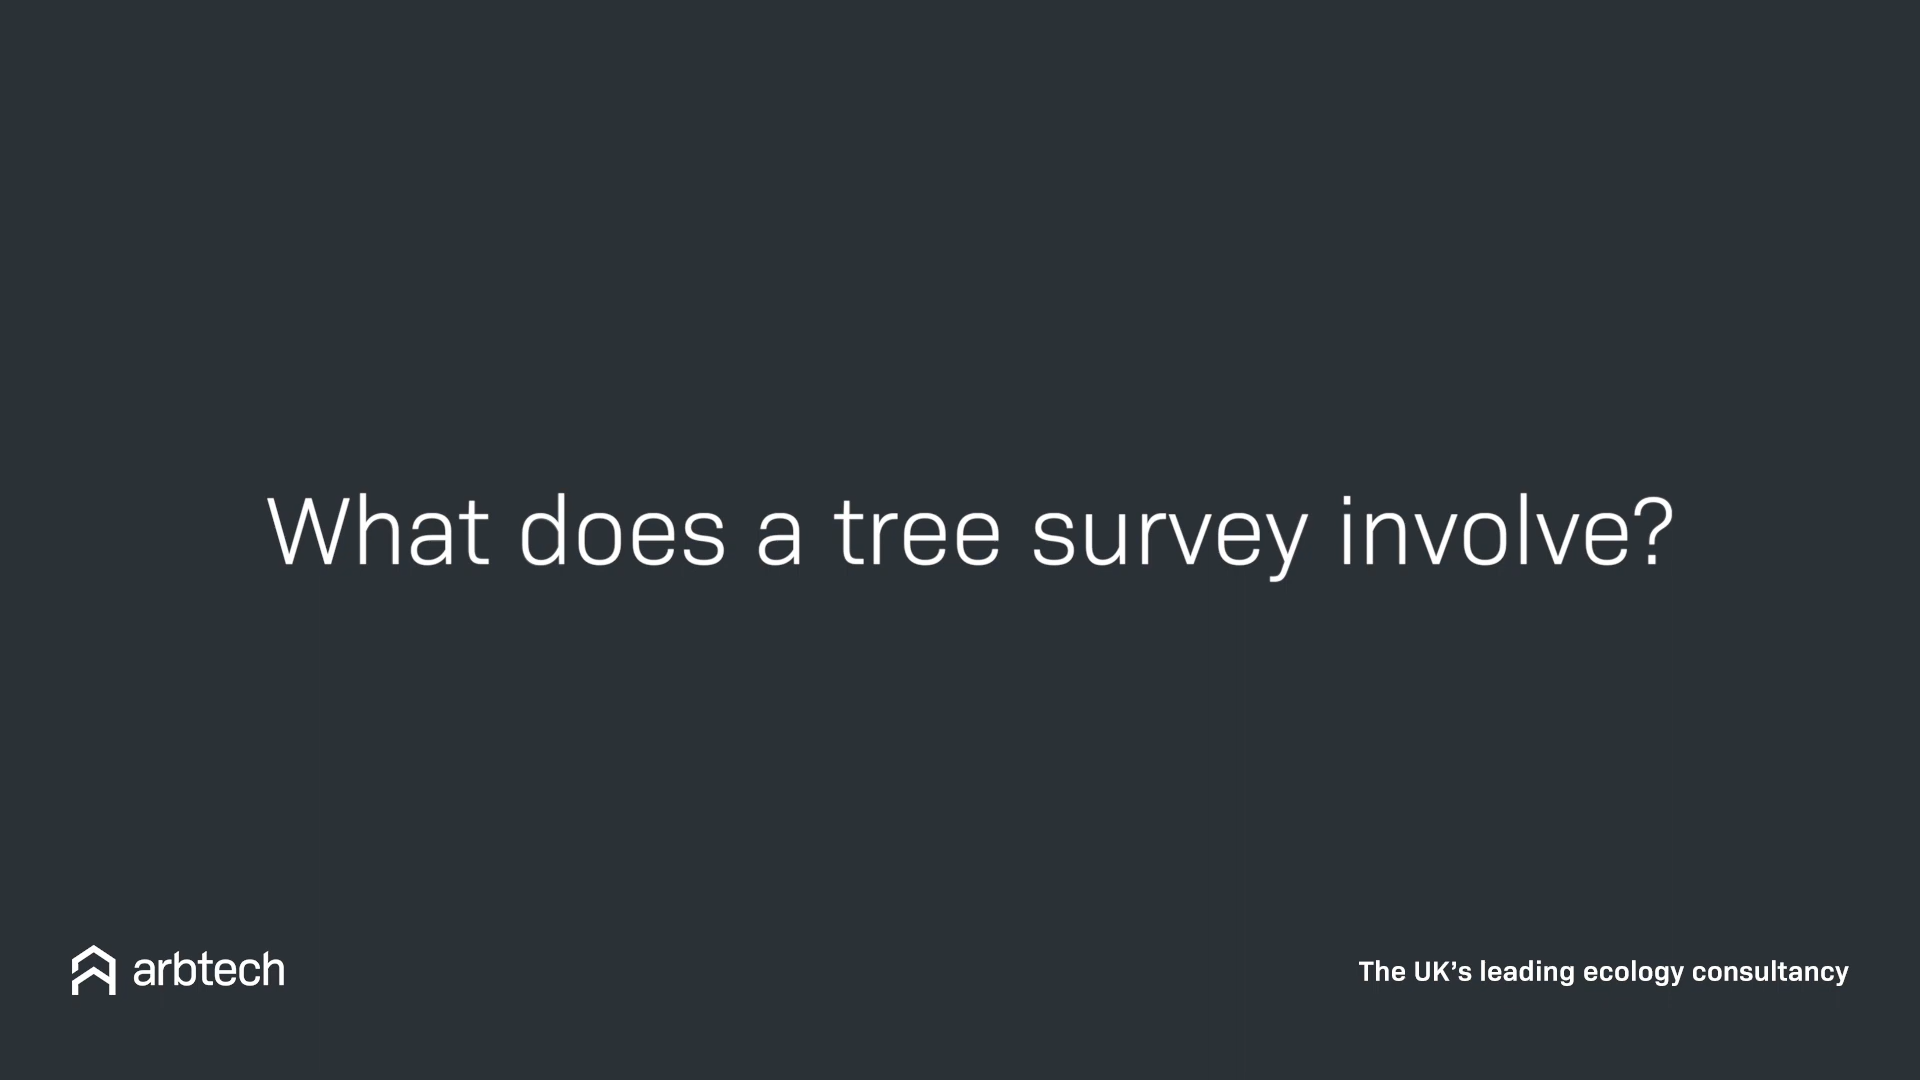 What does a tree survey involve?
arbtech
The UK’s leading ecology consultancy